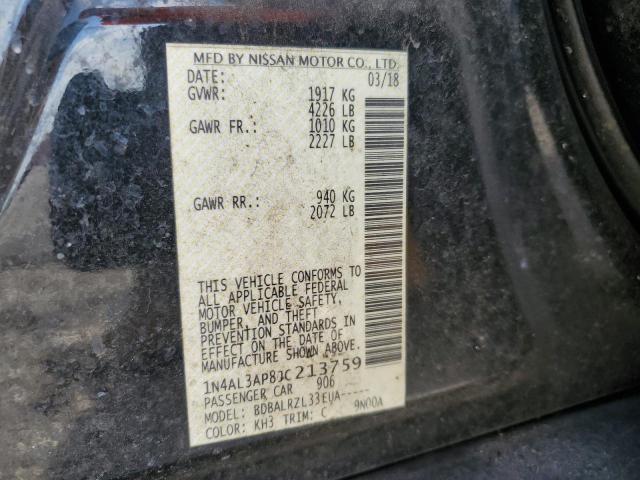 MFD BY NISSAN MOTOR CO., LTD.
DATE: 03/18
GVWR: 1917 KG
4226 LB
GAWR FR.: 1010 KG
2227 LB
GAWR RR.: 940 KG
2072 LB
THIS VEHICLE CONFORMS TO
ALL APPLICABLE FEDERAL
MOTOR VEHICLE SAFETY,
BUMPER, AND THEFT
PREVENTION STANDARDS IN
EFFECT ON THE DATE OF
MANUFACTURE SHOWN ABOVE.
1N4AL3AP8JC213759
PASSENGER CAR 906
MODEL: BDBALRZL33EUA-----
COLOR: KH3 TRIM: C 9N00A